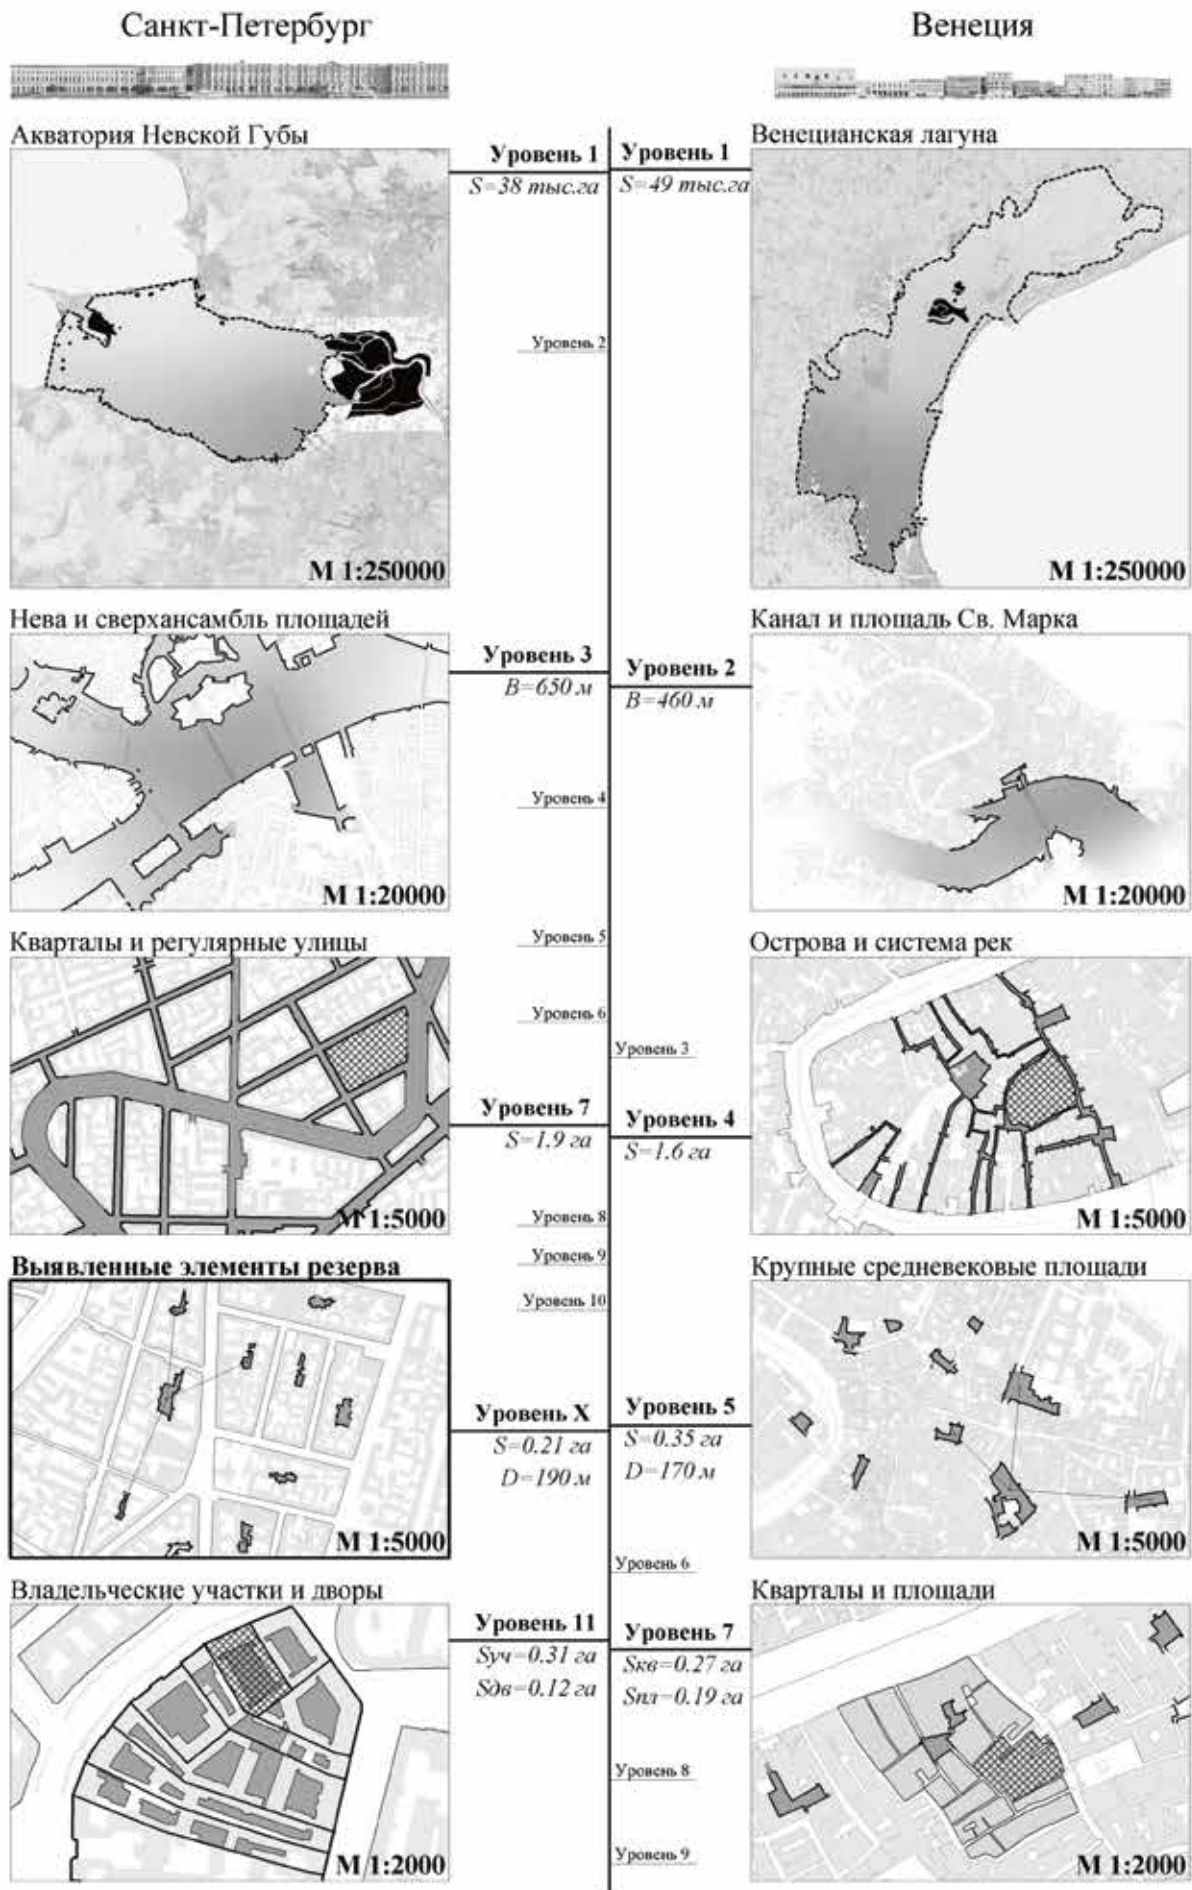 Санкт-Петербург
Венеция
Акватория Невской Губы
Уровень 1
S=38 тыс.га
Уровень 1
S=49 тыс.га
Венецианская лагуна
Уровень 2
М 1:250000
М 1:250000
Нева и сверхансамбль площадей
Уровень 3
B=650 м
Уровень 2
B=460 м
Канал и площадь Св. Марка
Уровень 4
М 1:20000
М 1:20000
Кварталы и регулярные улицы
Уровень 5
Уровень 6
Уровень 3
Острова и система рек
Уровень 7
S=1.9 га
Уровень 4
S=1.6 га
Уровень 8
М 1:5000
М 1:5000
Выявленные элементы резерва
Уровень 9
Уровень 10
Крупные средневековые площади
Уровень X
S=0.21 га
D=190 м
Уровень 5
S=0.35 га
D=170 м
М 1:5000
Уровень 6
М 1:5000
Владельческие участки и дворы
Уровень 11
Sуч=0.31 га
Sдв=0.12 га
Уровень 7
Sкв=0.27 га
Sпл=0.19 га
Кварталы и площади
Уровень 8
Уровень 9
М 1:2000
М 1:2000